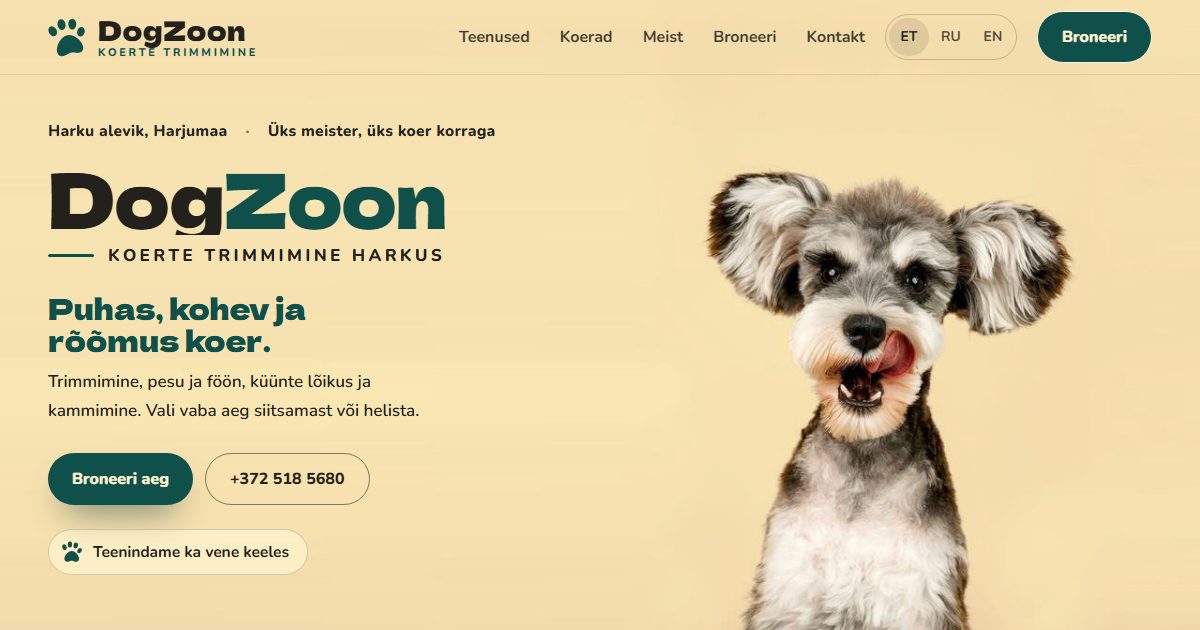 DogZoon
KOERTE TRIMMIMINE
Teenused
Koerad
Meist
Broneeri
Kontakt
ET
RU
EN
Broneeri
Harku alevik, Harjumaa · Üks meister, üks koer korraga
DogZoon
KOERTE TRIMMIMINE HARKUS
Puhas, kohev ja
rõõmus koer.
Trimmimine, pesu ja föön, küünte lõikus ja
kammimine. Vali vaba aeg siitsamast või helista.
Broneeri aeg
+372 518 5680
Teenindame ka vene keeles